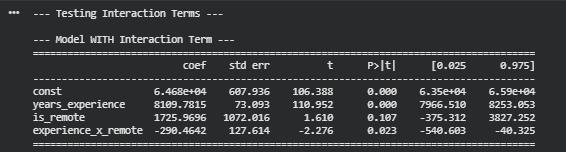 --- Testing Interaction Terms ---
--- Model WITH Interaction Term ---
====================================================================================
coef std err t P>|t| [0.025 0.975]
------------------------------------------------------------------------------------
const 6.468e+04 607.936 106.388 0.000 6.35e+04 6.59e+04
years_experience 8109.7815 73.093 110.952 0.000 7966.510 8253.053
is_remote 1725.9696 1072.016 1.610 0.107 -375.312 3827.252
experience_x_remote -290.4642 127.614 -2.276 0.023 -540.603 -40.325
====================================================================================